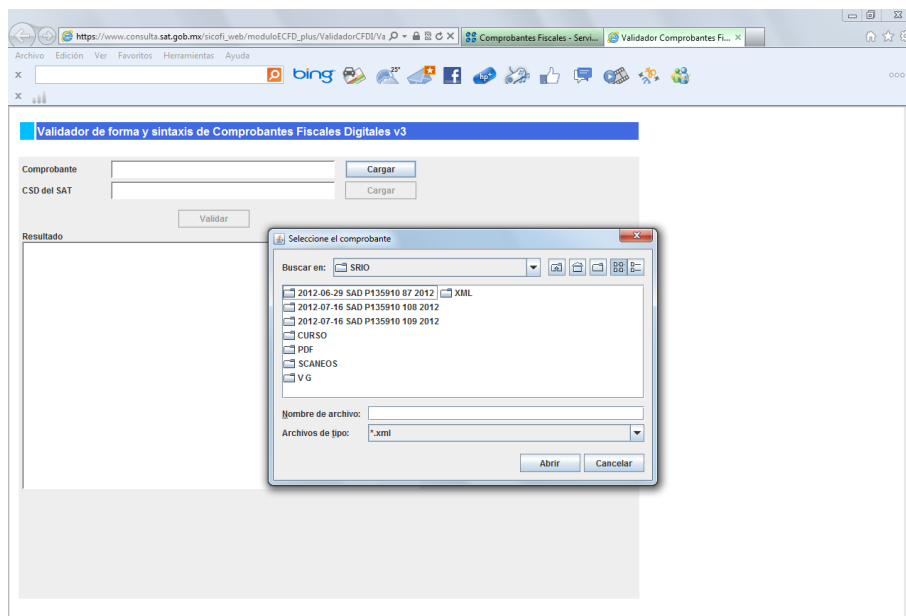 https://www.consulta.sat.gob.mx/sicofi_web/moduloECFD_plus/ValidadorCFDI/Va
Comprobantes Fiscales - Servi...
Validador Comprobantes Fi...
Archivo Edición Ver Favoritos Herramientas Ayuda
x bing 25° hp
x
Validador de forma y sintaxis de Comprobantes Fiscales Digitales v3
Comprobante Cargar
CSD del SAT Cargar
Validar
Resultado
Seleccione el comprobante
Buscar en: SRIO
2012-06-29 SAD P135910 87 2012 XML
2012-07-16 SAD P135910 108 2012
2012-07-16 SAD P135910 109 2012
CURSO
PDF
SCANEOS
V G
Nombre de archivo:
Archivos de tipo: *.xml
Abrir Cancelar